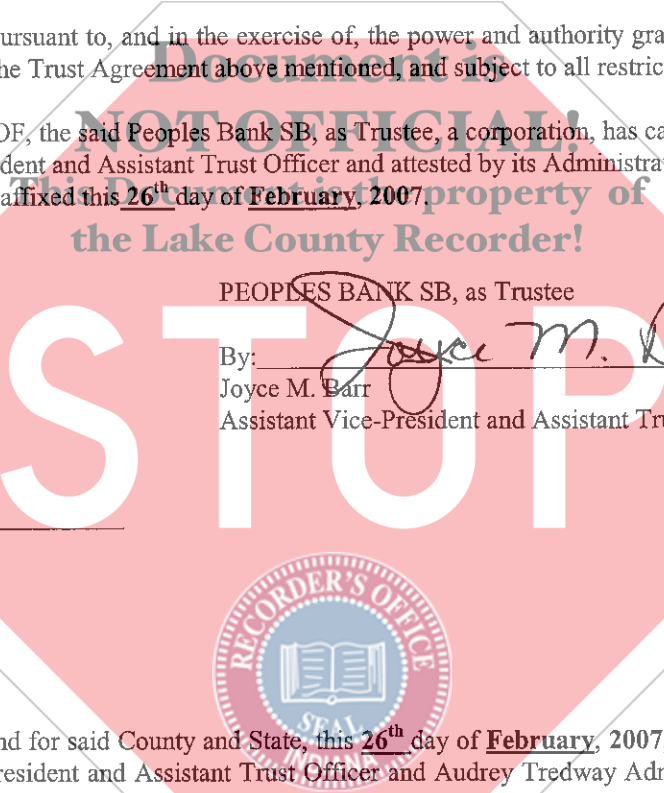 ursuant to, and in the exercise of, the power and authority gra
he Trust Agreement above mentioned, and subject to all restric
Document is
NOT OFFICIAL!
This Document is the property of
the Lake County Recorder!
OF, the said Peoples Bank SB, as Trustee, a corporation, has ca
dent and Assistant Trust Officer and attested by its Administra
affixed this 26th day of February, 2007.
PEOPLES BANK SB, as Trustee
By: Joyce M.
Joyce M. Barr
Assistant Vice-President and Assistant Tru
STOP
RECORDER'S OFFICE
SEAL
INDIANA
nd for said County and State, this 26th day of February, 2007
resident and Assistant Trust Officer and Audrey Tredway Adm